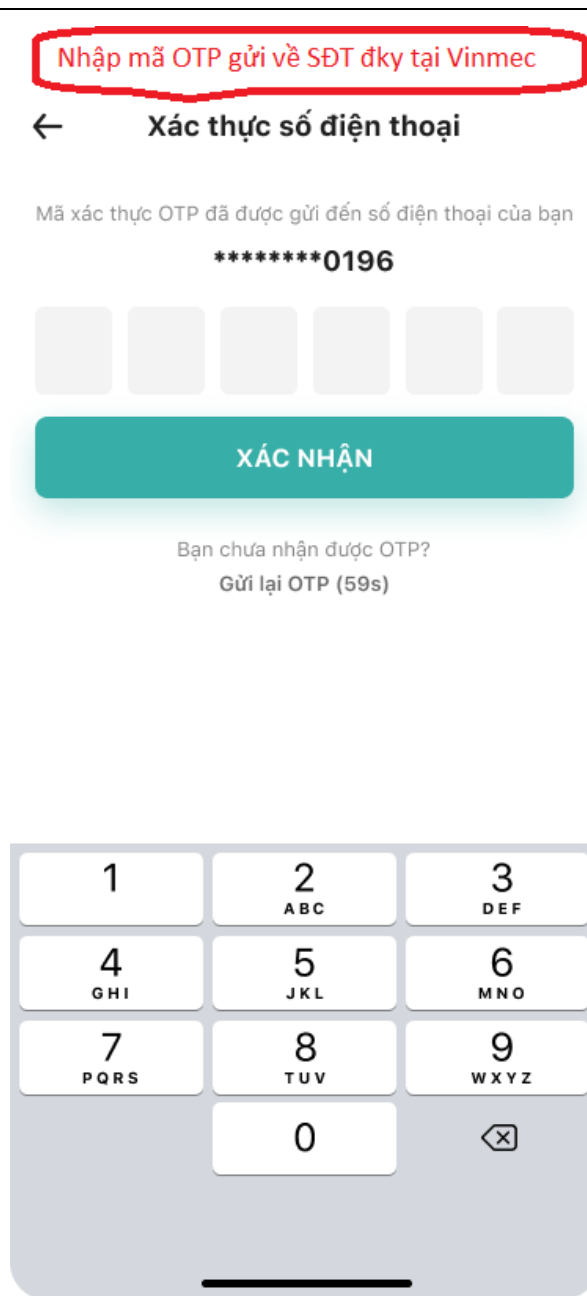 Nhập mã OTP gửi về SĐT đky tại Vinmec
← Xác thực số điện thoại
Mã xác thực OTP đã được gửi đến số điện thoại của bạn
********0196
XÁC NHẬN
Bạn chưa nhận được OTP?
Gửi lại OTP (59s)
1 2 3
ABC DEF
4 5 6
GHI JKL MNO
7 8 9
PQRS TUV WXYZ
0